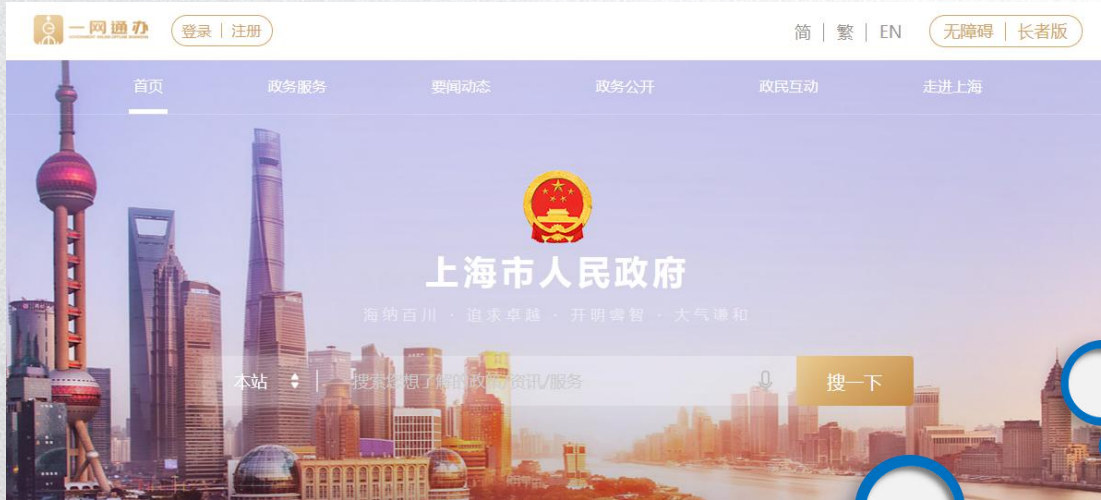 一网通办 登录 | 注册 简 | 繁 | EN 无障碍 | 长者版
首页 政务服务 要闻动态 政务公开 政民互动 走进上海
上海市人民政府
海纳百川 · 追求卓越 · 开明睿智 · 大气谦和
本站 搜索您想了解的政策/资讯/服务 搜一下